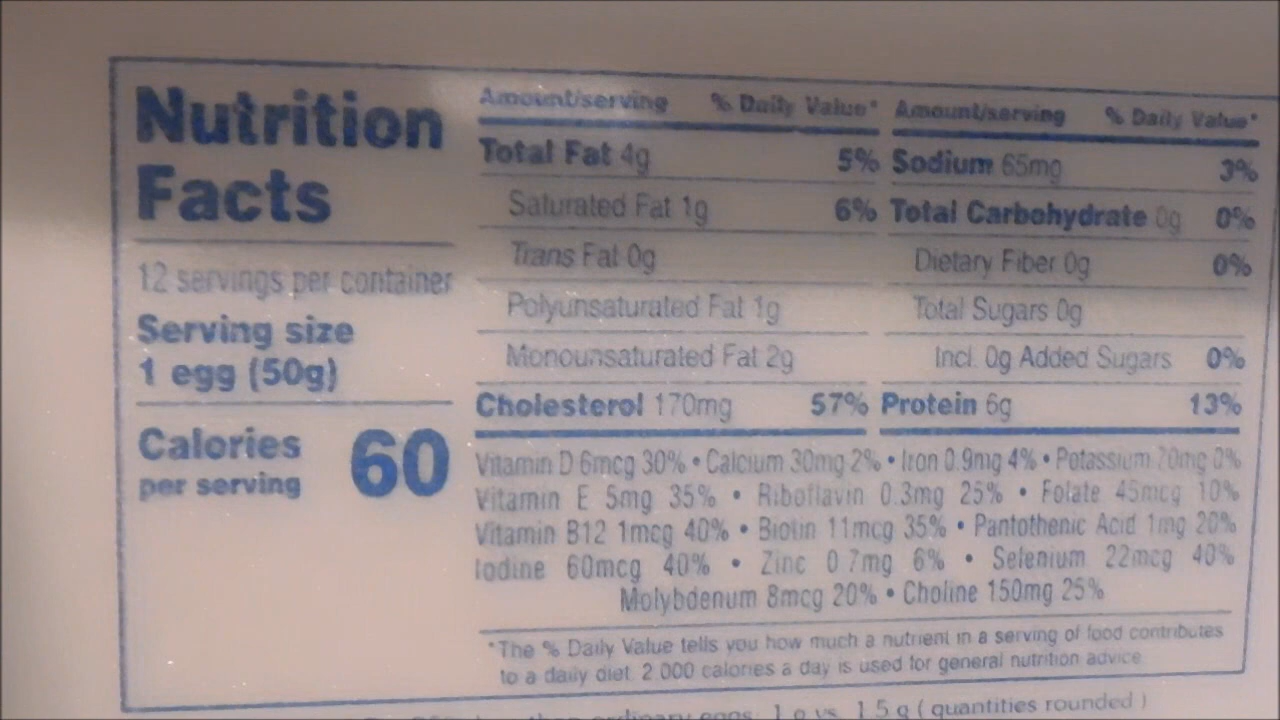 Nutrition
Facts
12 servings per container
Serving size
1 egg (50g)
Calories
per serving 60
Amount/serving % Daily Value*
Total Fat 4g 5%
Saturated Fat 1g 6%
Trans Fat 0g
Polyunsaturated Fat 1g
Monounsaturated Fat 2g
Cholesterol 170mg 57%
Amount/serving % Daily Value*
Sodium 65mg 3%
Total Carbohydrate 0g 0%
Dietary Fiber 0g 0%
Total Sugars 0g
Incl. 0g Added Sugars 0%
Protein 6g 13%
Vitamin D 6mcg 30% • Calcium 30mg 2% • Iron 0.9mg 4% • Potassium 70mg 0%
Vitamin E 5mg 35% • Riboflavin 0.3mg 25% • Folate 45mcg 10%
Vitamin B12 1mcg 40% • Biotin 11mcg 35% • Pantothenic Acid 1mg 20%
Iodine 60mcg 40% • Zinc 0.7mg 6% • Selenium 22mcg 40%
Molybdenum 8mcg 20% • Choline 150mg 25%
*The % Daily Value tells you how much a nutrient in a serving of food contributes
to a daily diet. 2,000 calories a day is used for general nutrition advice.
than ordinary eggs, 1 g vs. 1.5 g ( quantities rounded )